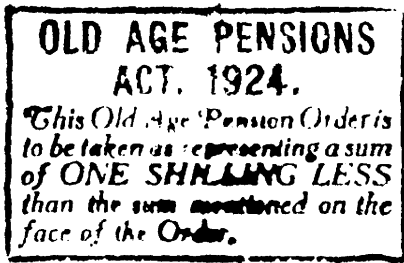 OLD AGE PENSIONS
ACT. 1924.
This Old Age Pension Order is
to be taken as representing a sum
of ONE SHILLING LESS
than the sum mentioned on the
face of the Order.